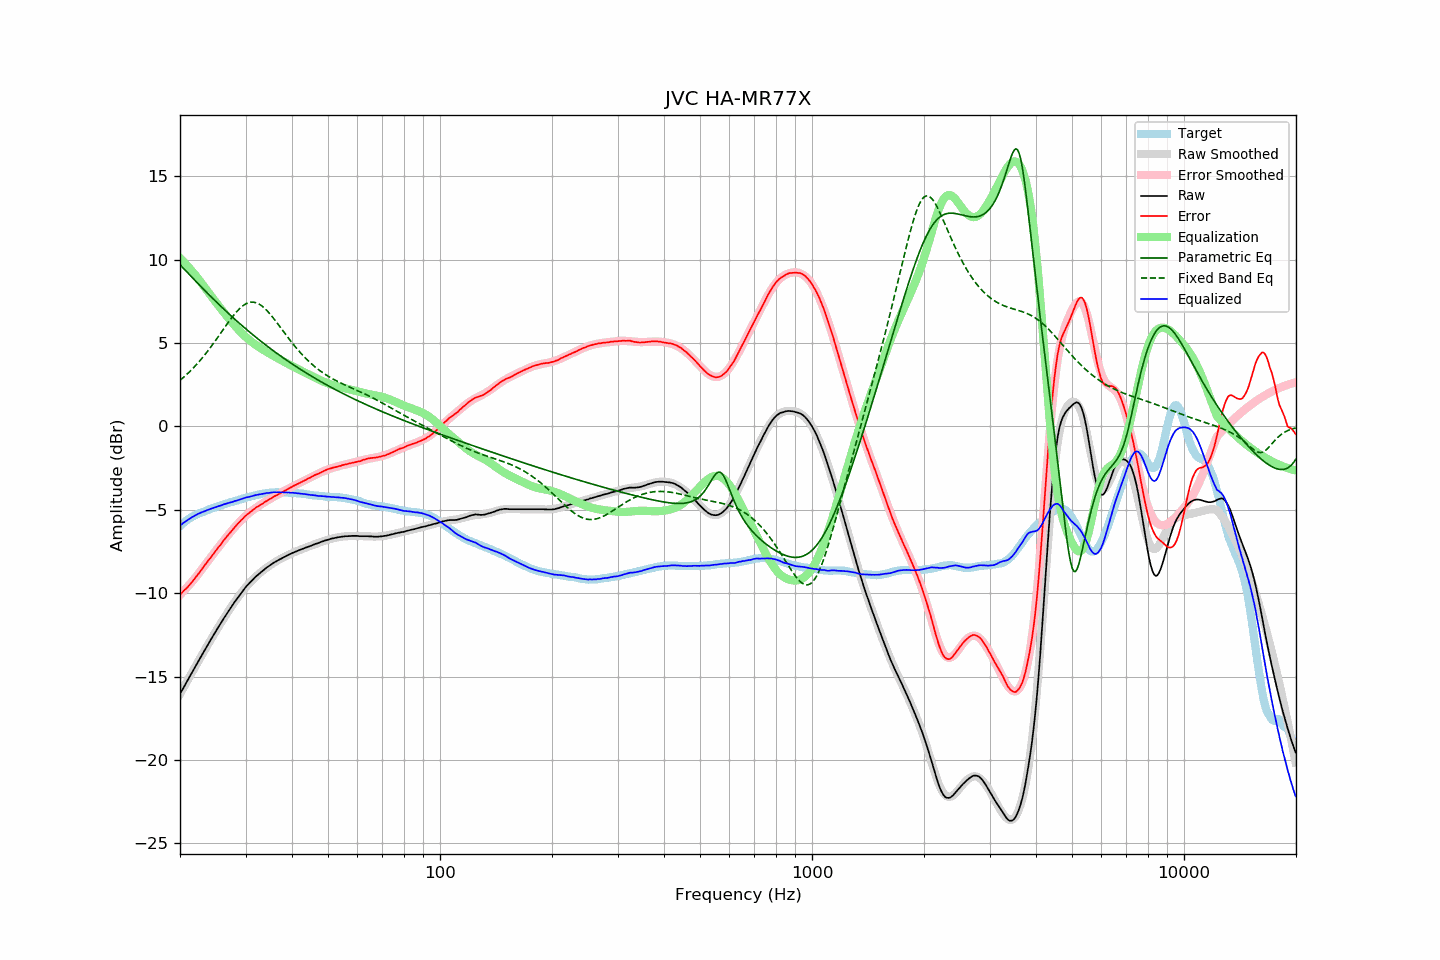 JVC HA-MR77X
Target
Raw Smoothed
Error Smoothed
Raw
Error
Equalization
Parametric Eq
Fixed Band Eq
Equalized
15
10
5
0
−5
−10
−15
−20
−25
Amplitude (dBr)
100
1000
10000
Frequency (Hz)